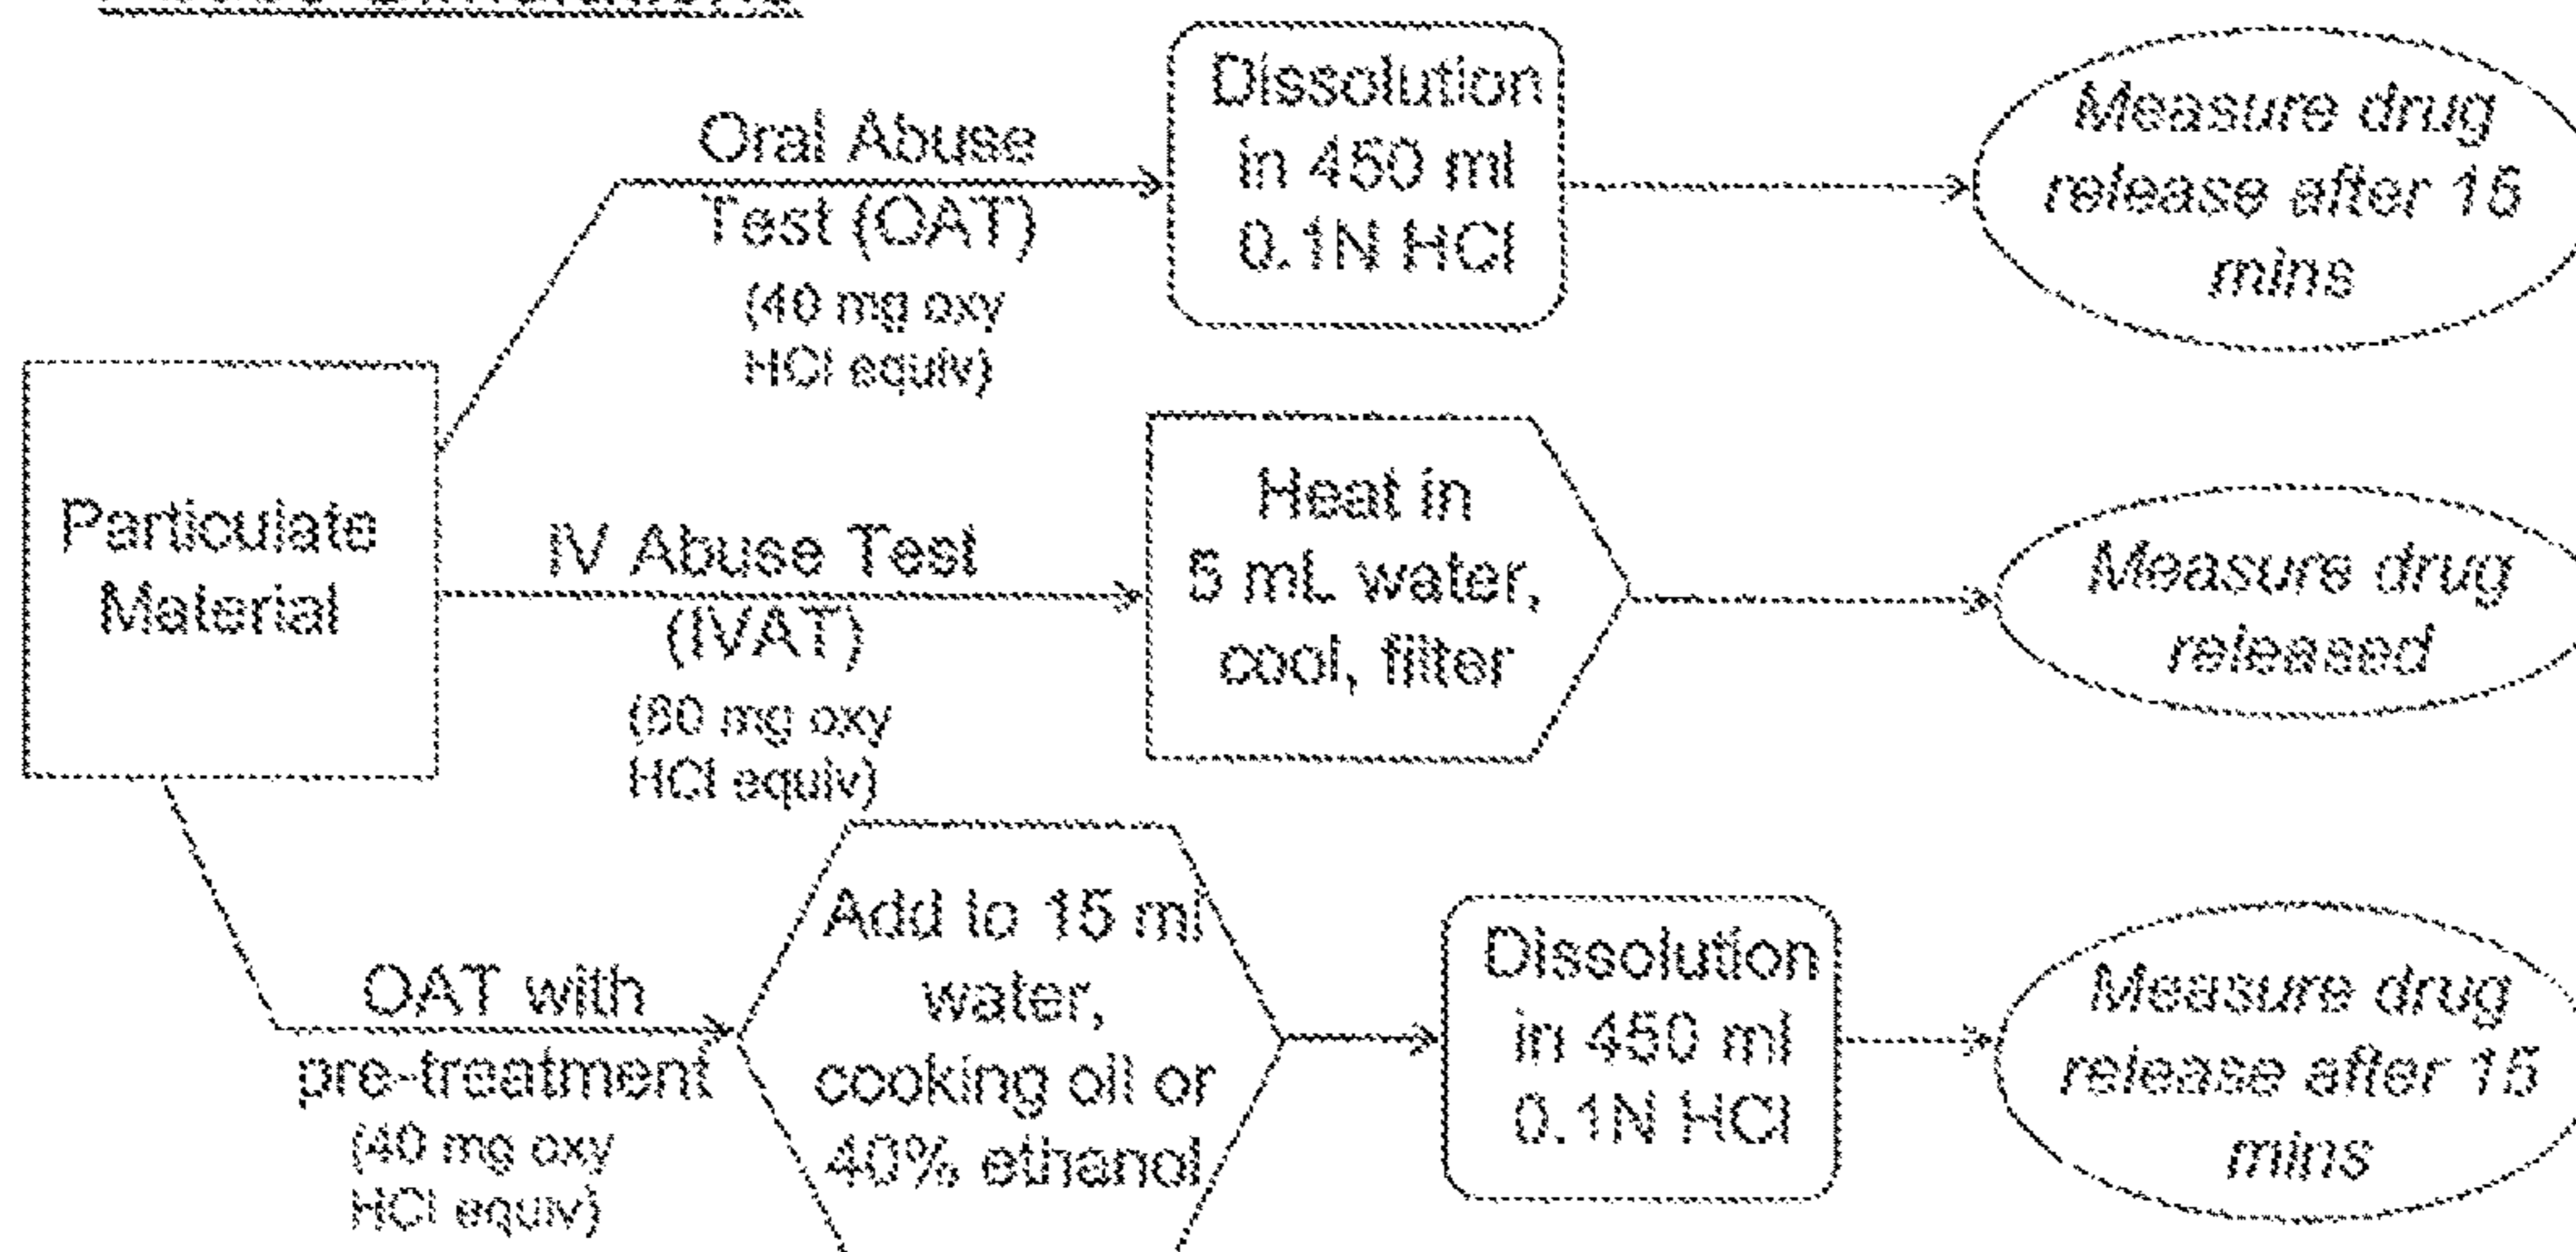 Oral Abuse
Test (OAT)
(40 mg oxy
HCl equiv)
Dissolution
in 450 ml
0.1N HCl
Measure drug
release after 15
mins
Particulate
Material
IV Abuse Test
(IVAT)
mg oxy
HCl equiv)
Heat in
5 mL water,
cool, filter
Measure drug
released
OAT with
pre-treatment
(40 mg oxy
HCl equiv)
Add to 15 ml
water,
cooking oil or
40% ethanol
Dissolution
in 450 ml
0.1N HCl
Measure drug
release after 15
mins